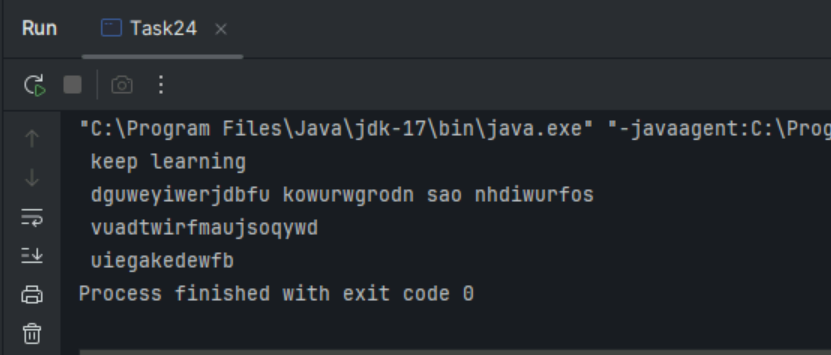 Run Task24
"C:\Program Files\Java\jdk-17\bin\java.exe" "-javaagent:C:\Prog
keep learning
dguweyiwerjdbfu kowurwgrodn sao nhdiwurfos
vuadtwirfmaujsoqywd
uiegakedewfb
Process finished with exit code 0